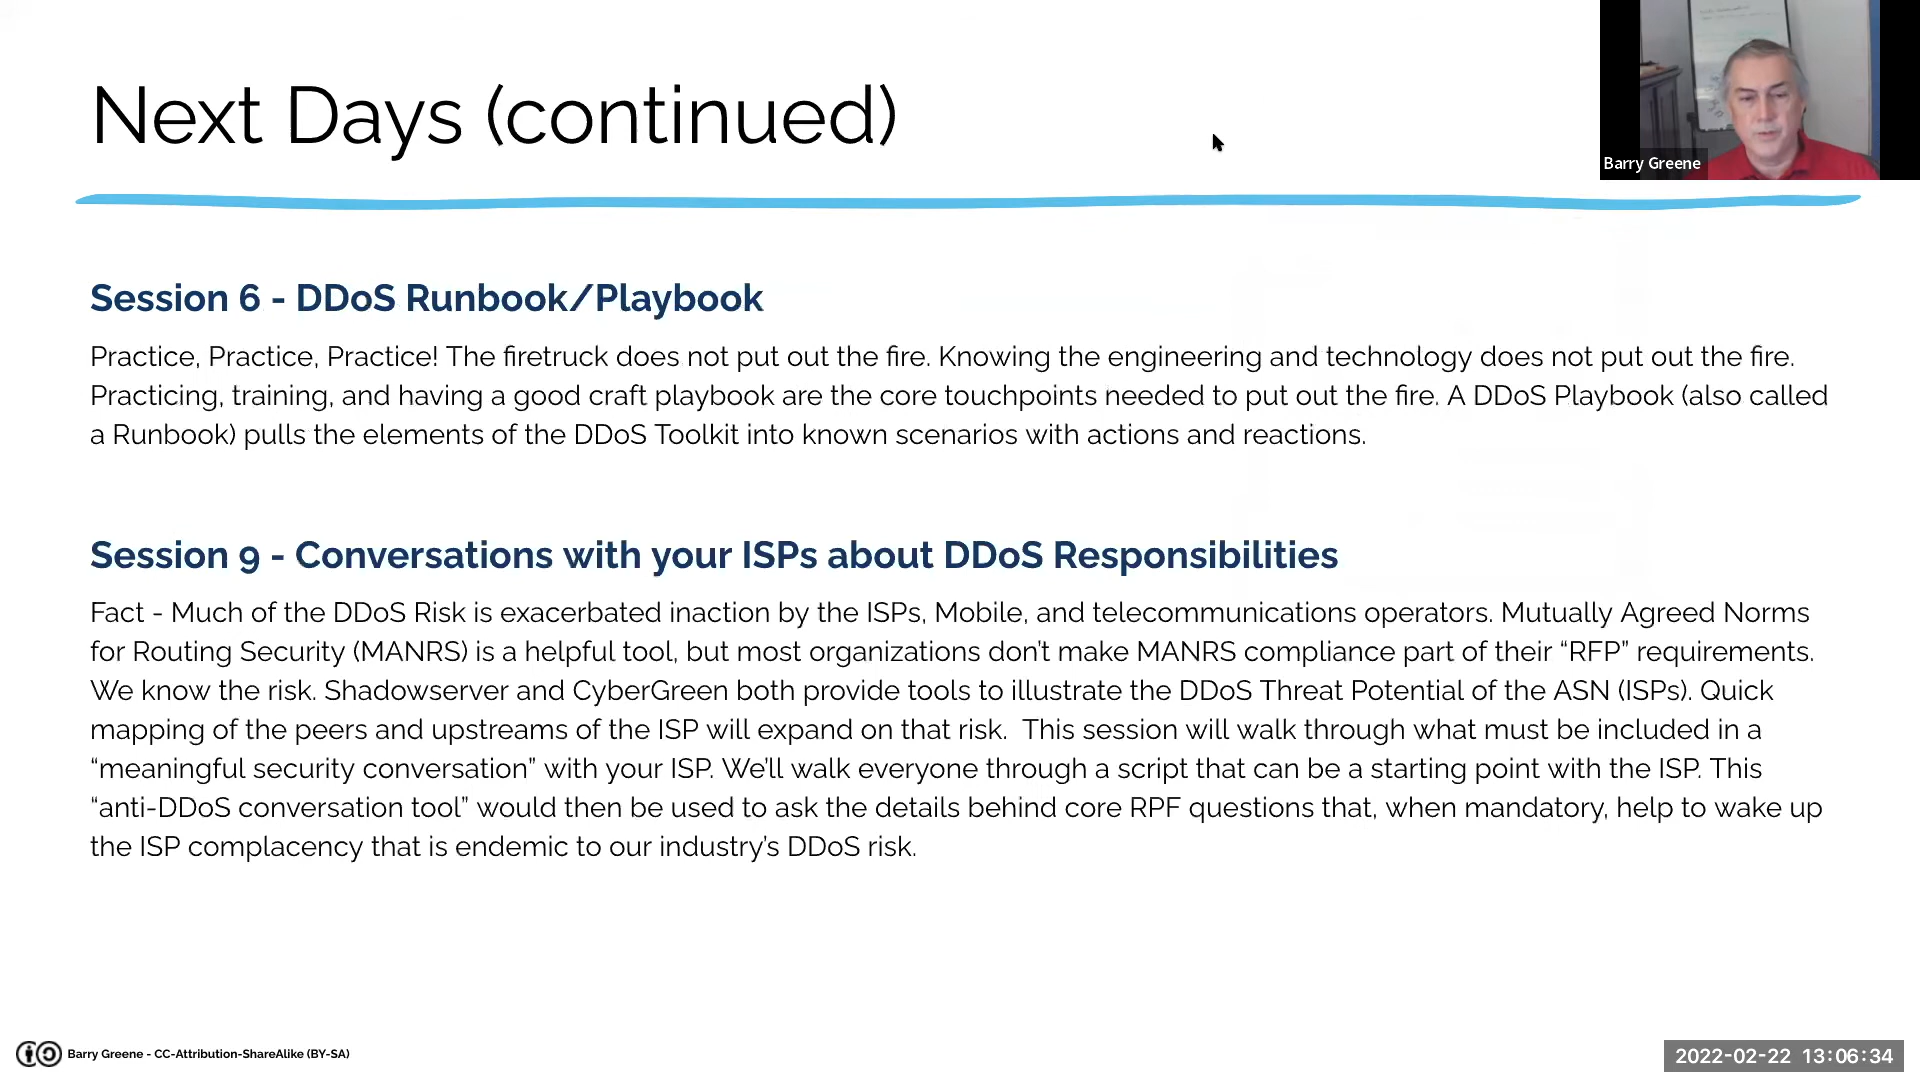 Next Days (continued)
Barry Greene
Session 6 - DDoS Runbook/Playbook
Practice, Practice, Practice! The firetruck does not put out the fire. Knowing the engineering and technology does not put out the fire.
Practicing, training, and having a good craft playbook are the core touchpoints needed to put out the fire. A DDoS Playbook (also called
a Runbook) pulls the elements of the DDoS Toolkit into known scenarios with actions and reactions.
Session 9 - Conversations with your ISPs about DDoS Responsibilities
Fact - Much of the DDoS Risk is exacerbated inaction by the ISPs, Mobile, and telecommunications operators. Mutually Agreed Norms
for Routing Security (MANRS) is a helpful tool, but most organizations don’t make MANRS compliance part of their “RFP” requirements.
We know the risk. Shadowserver and CyberGreen both provide tools to illustrate the DDoS Threat Potential of the ASN (ISPs). Quick
mapping of the peers and upstreams of the ISP will expand on that risk.  This session will walk through what must be included in a
“meaningful security conversation” with your ISP. We’ll walk everyone through a script that can be a starting point with the ISP. This
“anti-DDoS conversation tool” would then be used to ask the details behind core RPF questions that, when mandatory, help to wake up
the ISP complacency that is endemic to our industry’s DDoS risk.
Barry Greene - CC-Attribution-ShareAlike (BY-SA)
2022-02-22 13:06:34